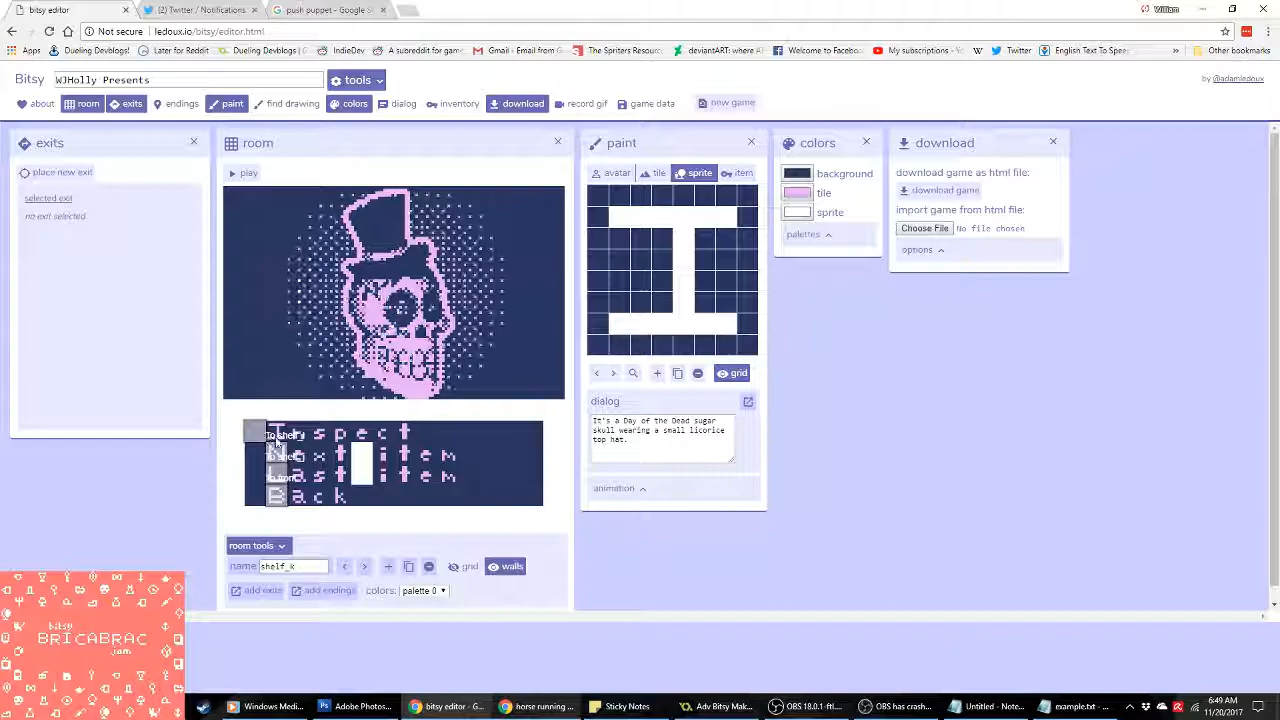 bitsy editor
(2) Twitter / Notifications
push puppet - Google S
William
Not secure
ledoux.io/bitsy/editor.html
Apps
Dueling Devblogs
Later for Reddit
Dueling Devblogs
IndieDev
A subreddit for gam
Gmail - Email from G
The Spriters Resourc
deviantART: where A
Welcome to Faceb
My subscriptions - Y
Twitter
English Text To Spee
Other bookmarks
Bitsy
WJHolly Presents
tools
by @adamledoux
about
room
exits
endings
paint
find drawing
colors
dialog
inventory
download
record gif
game data
new game
exits
place new exit
selected exit
no exit selected
room
play
Back
room tools
name
shelf_k
grid
walls
add exits
add endings
colors:
palette 0
paint
avatar
tile
sprite
item
grid
dialog
It's a Day of the Dead sugar
skull wearing a small licorice
top hat.
animation
colors
background
tile
sprite
palettes
download
download game as html file:
download game
import game from html file:
Choose File
No file chosen
options
bitsy
BRICABRAC
.jam
Windows Medi...
Adobe Photos...
bitsy editor - G...
horse running ...
Sticky Notes
Adv Bitsy Mak...
OBS 18.0.1-ftl...
OBS has crash...
Untitled - Note...
example.txt - ...
6:49 AM
11/20/2017